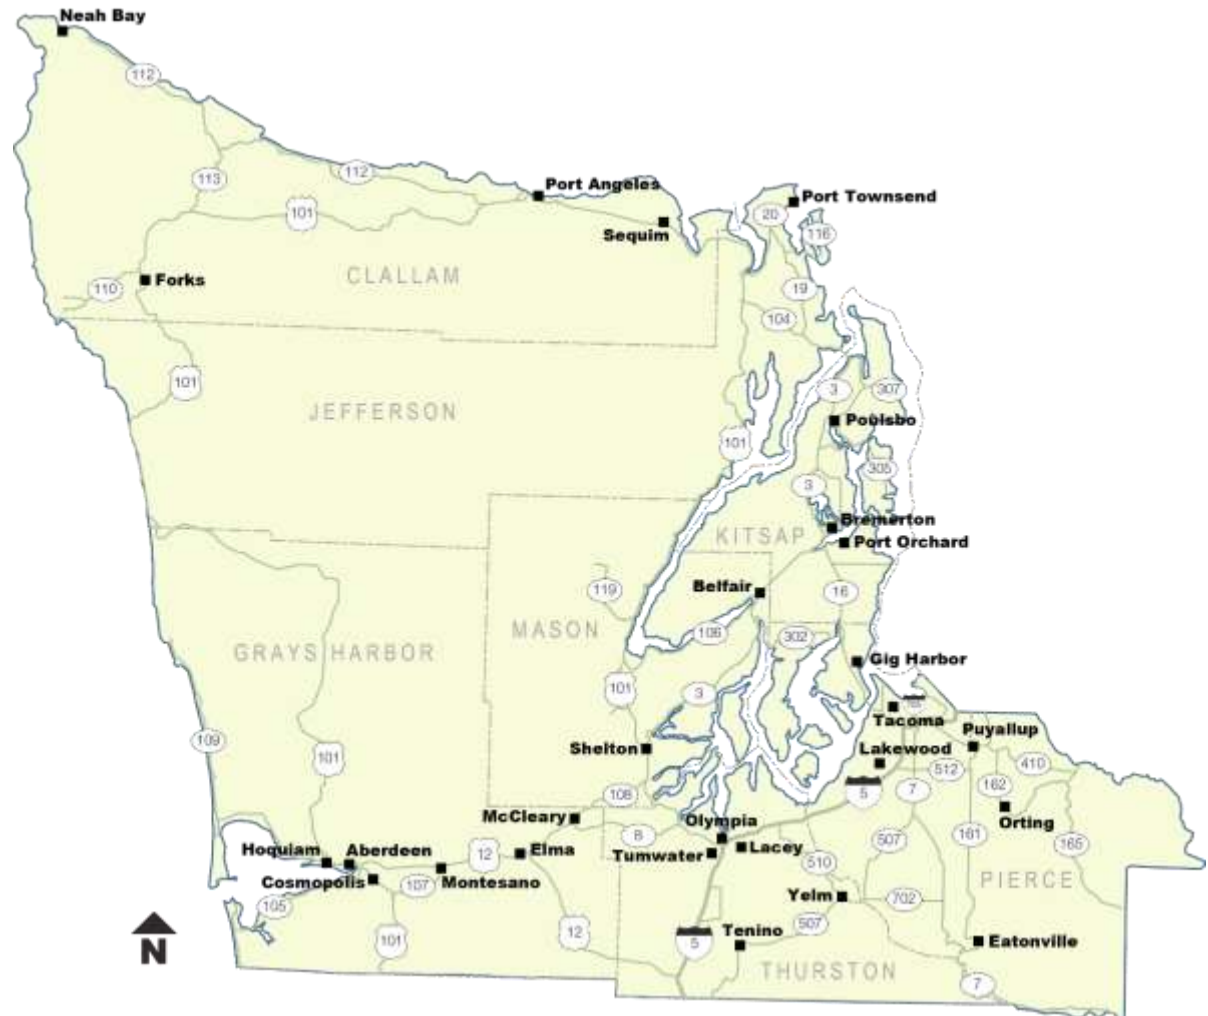 Neah Bay
112
113
112
Port Angeles
Port Townsend
20
116
101
Sequim
CLALLAM
Forks
110
19
104
101
JEFFERSON
3
307
Poulsbo
101
305
3
Bremerton
KITSAP
Port Orchard
119
Belfair
16
MASON
106
302
GRAYS HARBOR
Gig Harbor
101
3
Tacoma
109
Shelton
Puyallup
Lakewood
101
512
410
5
7
162
108
McCleary
Orting
Olympia
8
507
161
165
Hoquiam
Aberdeen
12
Elma
Tumwater
Lacey
510
Cosmopolis
107
Montesano
PIERCE
105
Yelm
702
N
101
12
5
Tenino
507
Eatonville
THURSTON
7